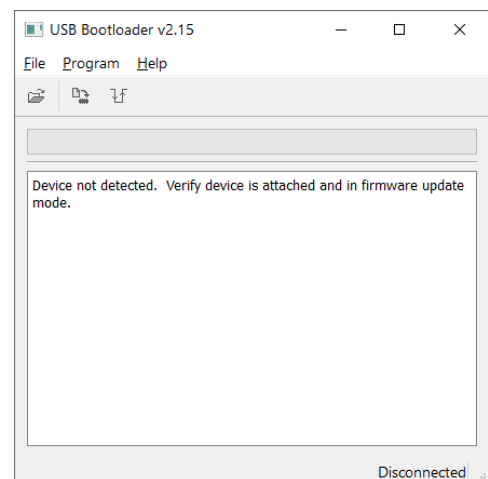 USB Bootloader v2.15
File Program Help
Device not detected.  Verify device is attached and in firmware update
mode.
Disconnected